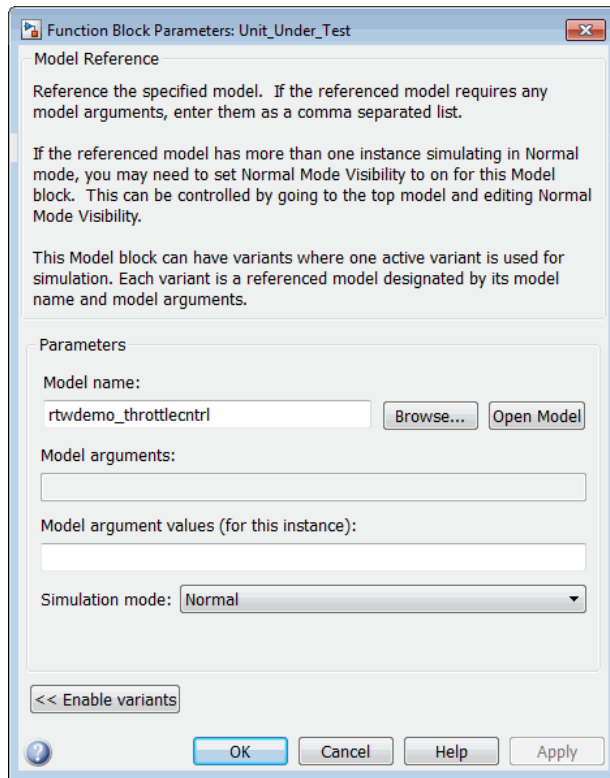 Function Block Parameters: Unit_Under_Test
Model Reference
Reference the specified model. If the referenced model requires any
model arguments, enter them as a comma separated list.
If the referenced model has more than one instance simulating in Normal
mode, you may need to set Normal Mode Visibility to on for this Model
block. This can be controlled by going to the top model and editing Normal
Mode Visibility.
This Model block can have variants where one active variant is used for
simulation. Each variant is a referenced model designated by its model
name and model arguments.
Parameters
Model name:
rtwdemo_throttlecntrl Browse... Open Model
Model arguments:
Model argument values (for this instance):
Simulation mode: Normal
<< Enable variants
? OK Cancel Help Apply